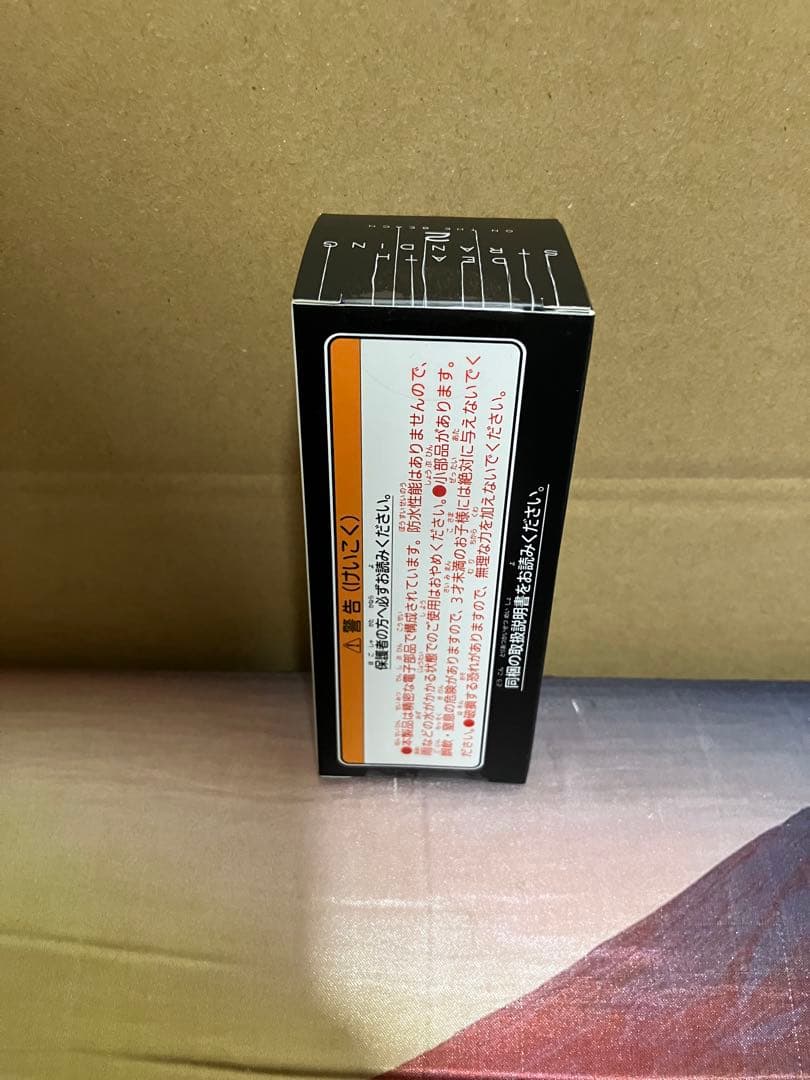 DEATH
STRANDING 2
ON THE BEACH
⚠警告（けいこく）
保護者の方へ必ずお読みください。
●本製品は精密な電子部品で構成されています。防水性能はありませんので、
雨などの水がかかる状態でのご使用はおやめください。●小部品があります。
誤飲・窒息の危険がありますので、3才未満のお子様には絶対に与えないでく
ださい。●破損する恐れがありますので、無理な力を加えないでください。
同梱の取扱説明書をお読みください。